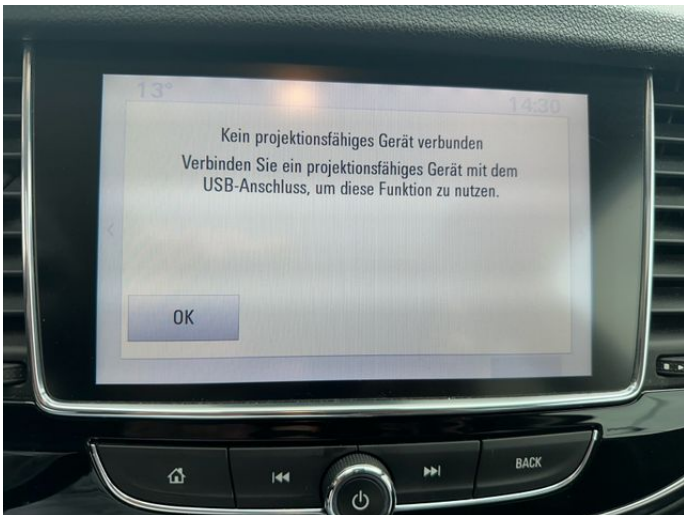 13°
14:30
Kein projektionsfähiges Gerät verbunden
Verbinden Sie ein projektionsfähiges Gerät mit dem
USB-Anschluss, um diese Funktion zu nutzen.
OK
BACK